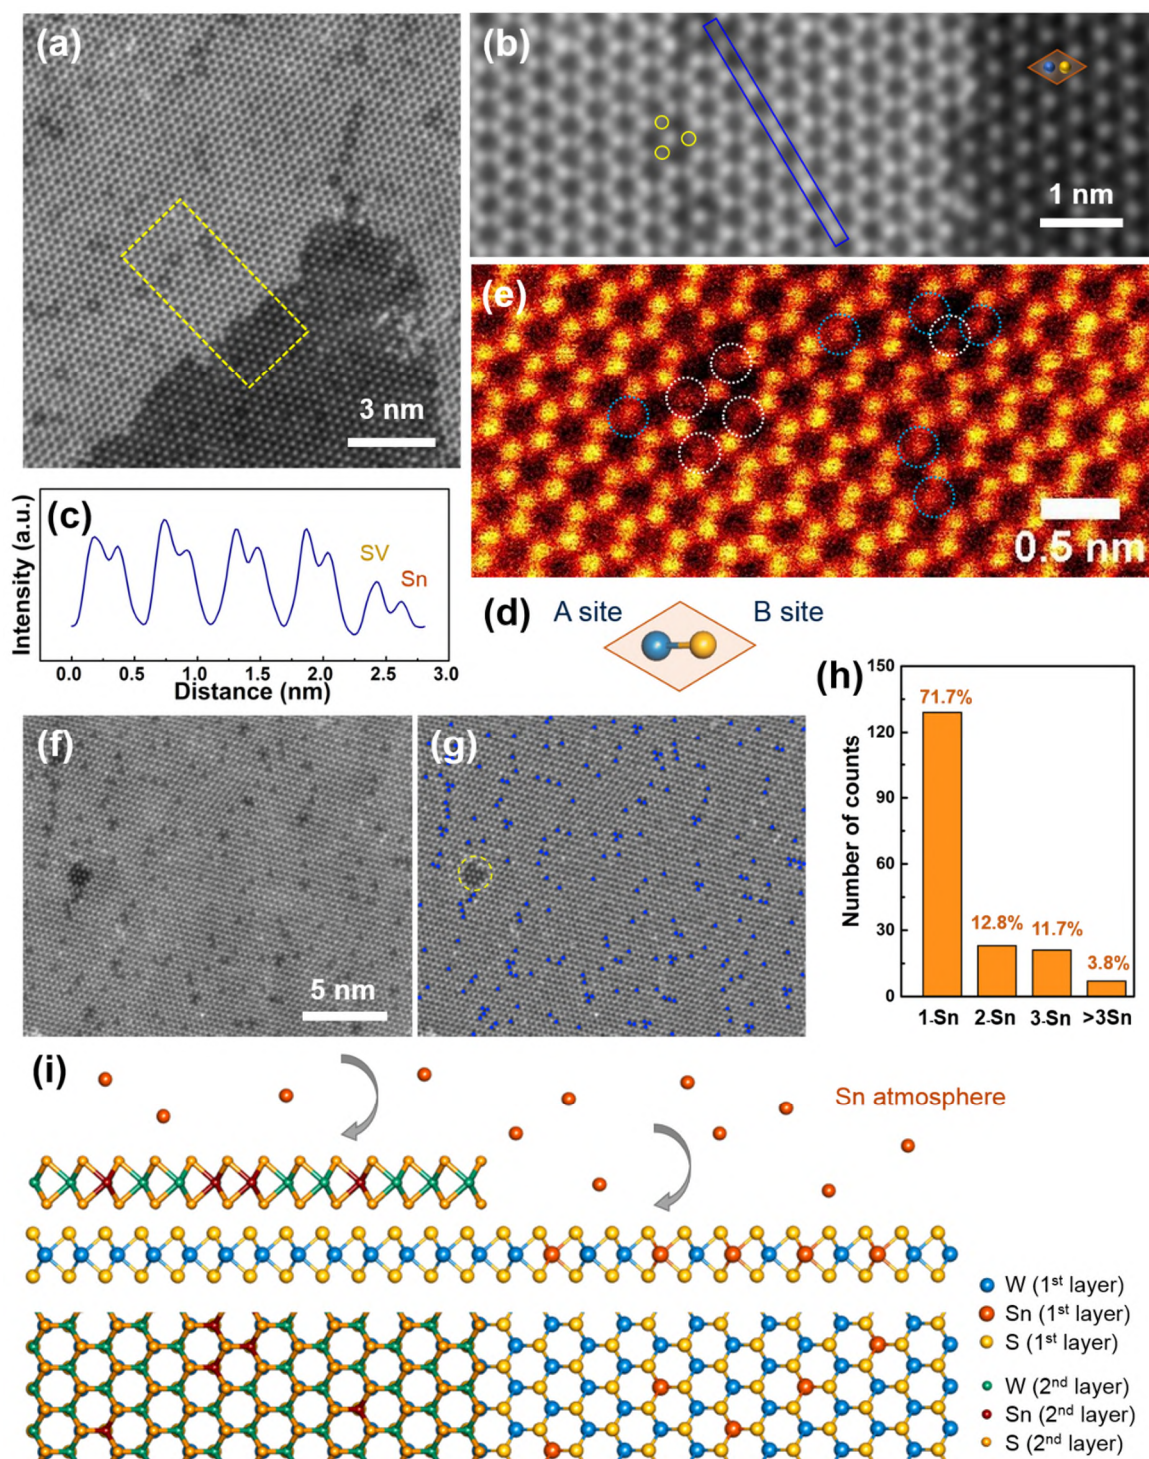 (a)
3 nm
(b)
1 nm
(c)
Intensity (a.u.)
SV
Sn
0.0 0.5 1.0 1.5 2.0 2.5 3.0
Distance (nm)
(e)
0.5 nm
(d)
A site
B site
(f)
5 nm
(g)
(h)
Number of counts
150
120
90
60
30
0
71.7%
12.8%
11.7%
3.8%
1-Sn 2-Sn 3-Sn >3Sn
(i)
Sn atmosphere
W (1st layer)
Sn (1st layer)
S (1st layer)
W (2nd layer)
Sn (2nd layer)
S (2nd layer)